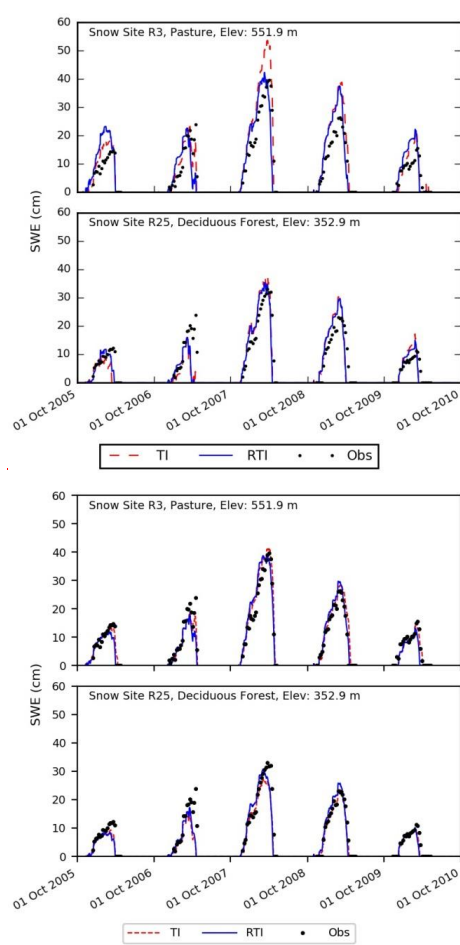 60
Snow Site R3, Pasture, Elev: 551.9 m
50
40
30
20
10
0
SWE (cm)
60
Snow Site R25, Deciduous Forest, Elev: 352.9 m
50
40
30
20
10
0
01 Oct 2005 01 Oct 2006 01 Oct 2007 01 Oct 2008 01 Oct 2009 01 Oct 2010
TI RTI Obs
60
Snow Site R3, Pasture, Elev: 551.9 m
50
40
30
20
10
0
SWE (cm)
60
Snow Site R25, Deciduous Forest, Elev: 352.9 m
50
40
30
20
10
0
01 Oct 2005 01 Oct 2006 01 Oct 2007 01 Oct 2008 01 Oct 2009 01 Oct 2010
TI RTI Obs